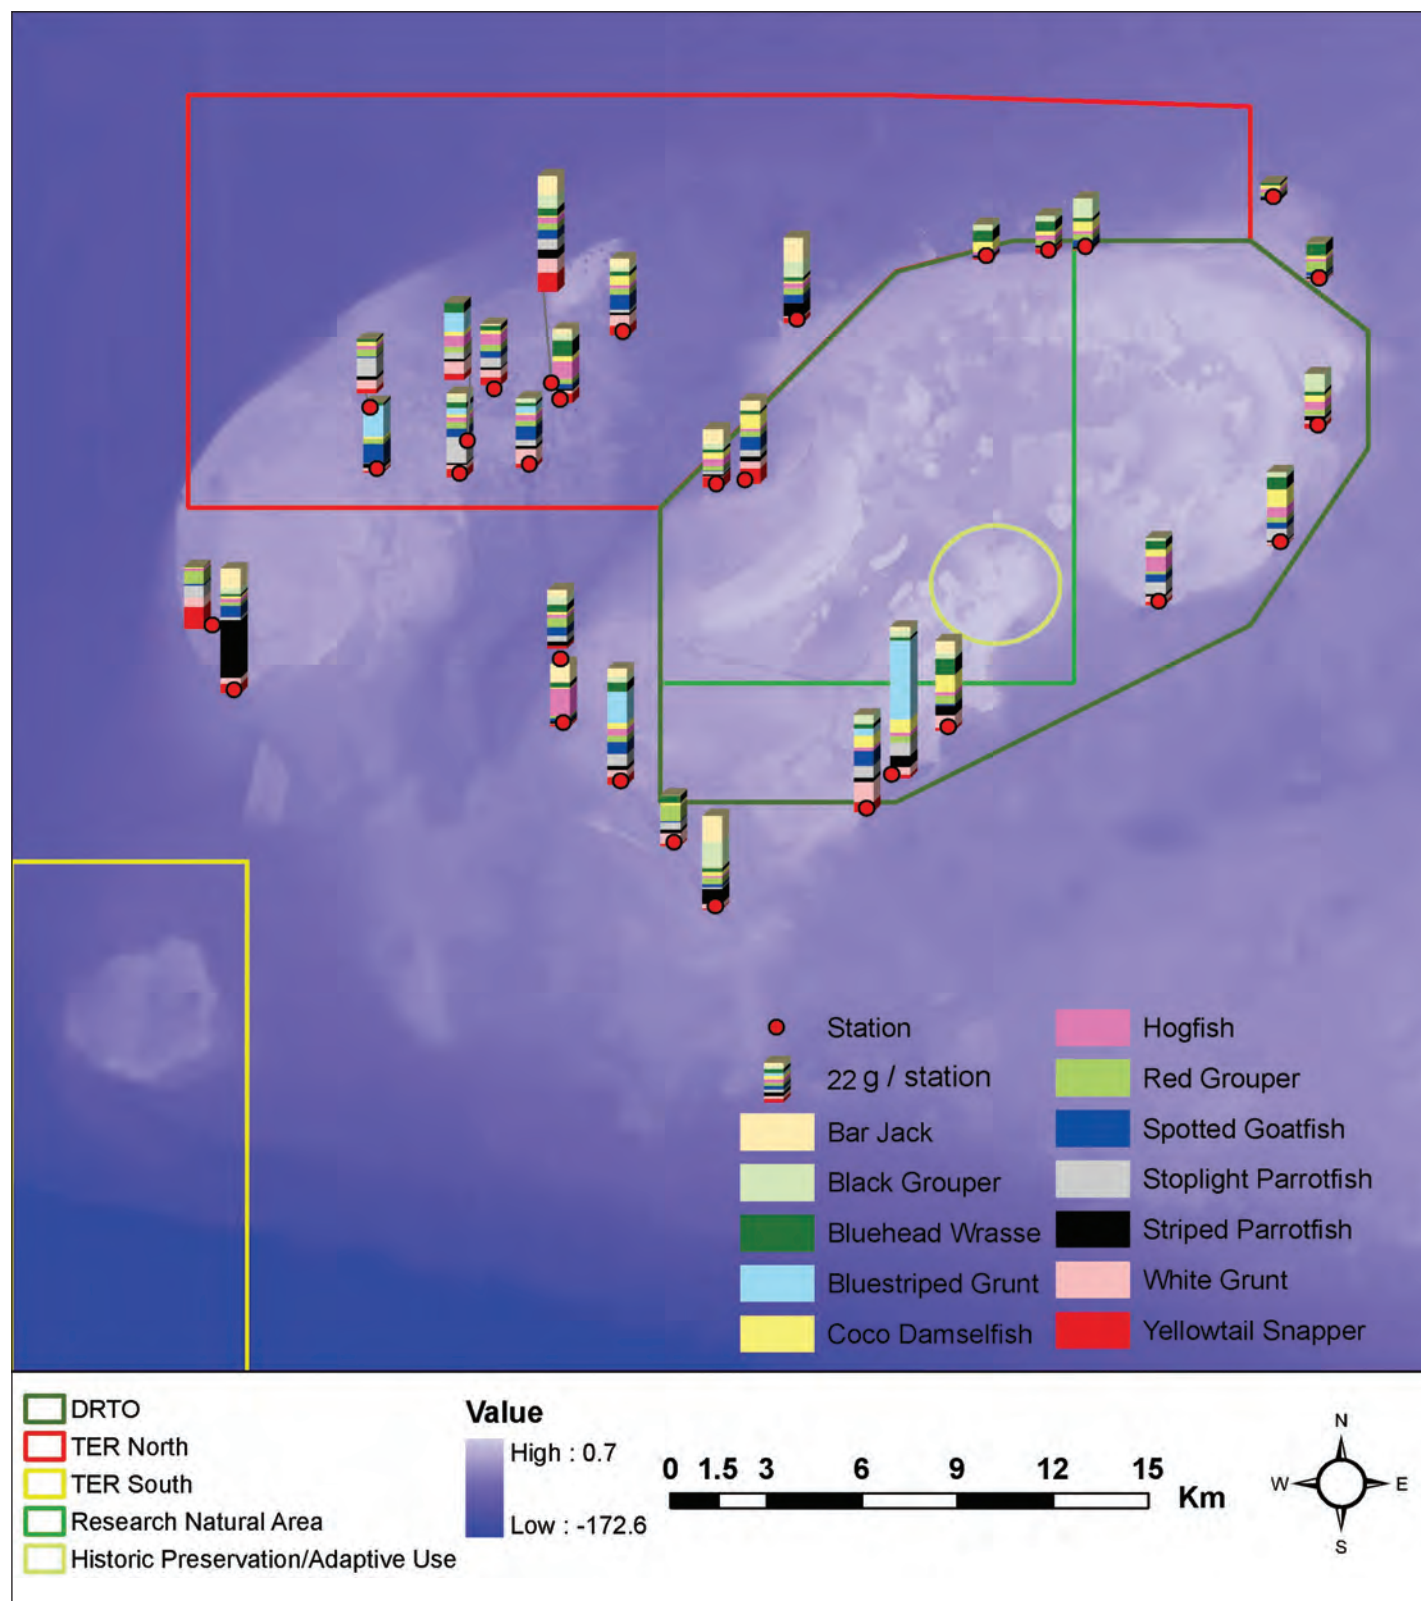 Station
22 g / station
Bar Jack
Black Grouper
Bluehead Wrasse
Bluestriped Grunt
Coco Damselfish
Hogfish
Red Grouper
Spotted Goatfish
Stoplight Parrotfish
Striped Parrotfish
White Grunt
Yellowtail Snapper
DRTO
TER North
TER South
Research Natural Area
Historic Preservation/Adaptive Use
Value
High : 0.7
Low : -172.6
0 1.5 3 6 9 12 15
Km
N
W E
S